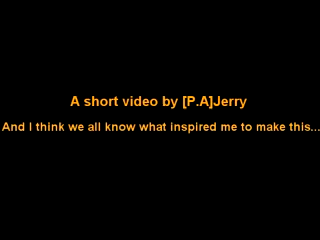 A short video by [P.A]Jerry
And I think we all know what inspired me to make this...